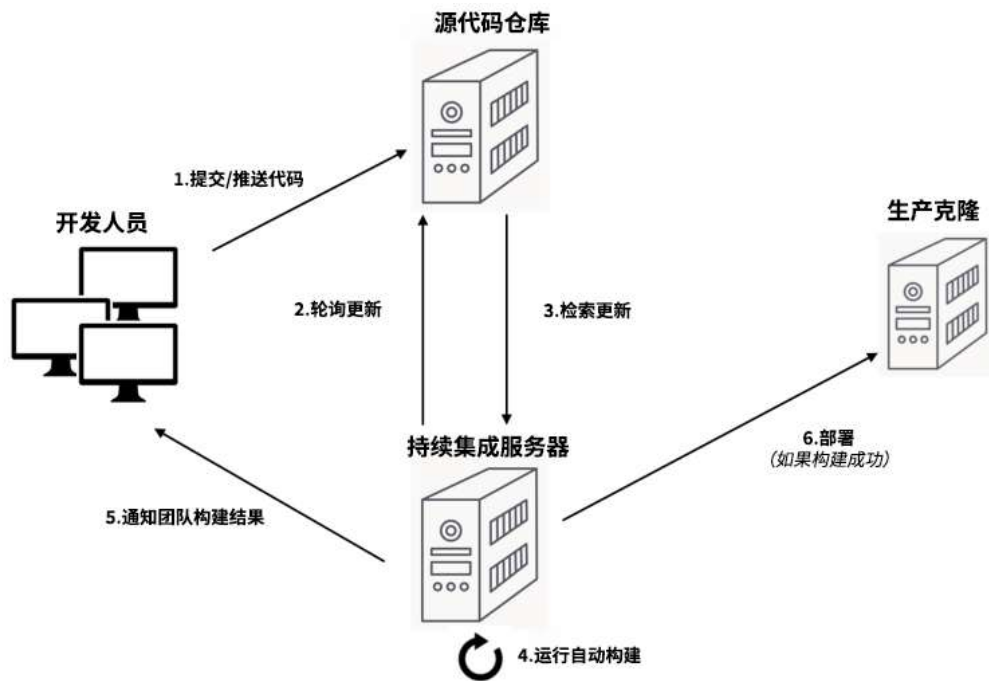 源代码仓库
1.提交/推送代码
开发人员
生产克隆
2.轮询更新
3.检索更新
持续集成服务器
6.部署
(如果构建成功)
5.通知团队构建结果
4.运行自动构建